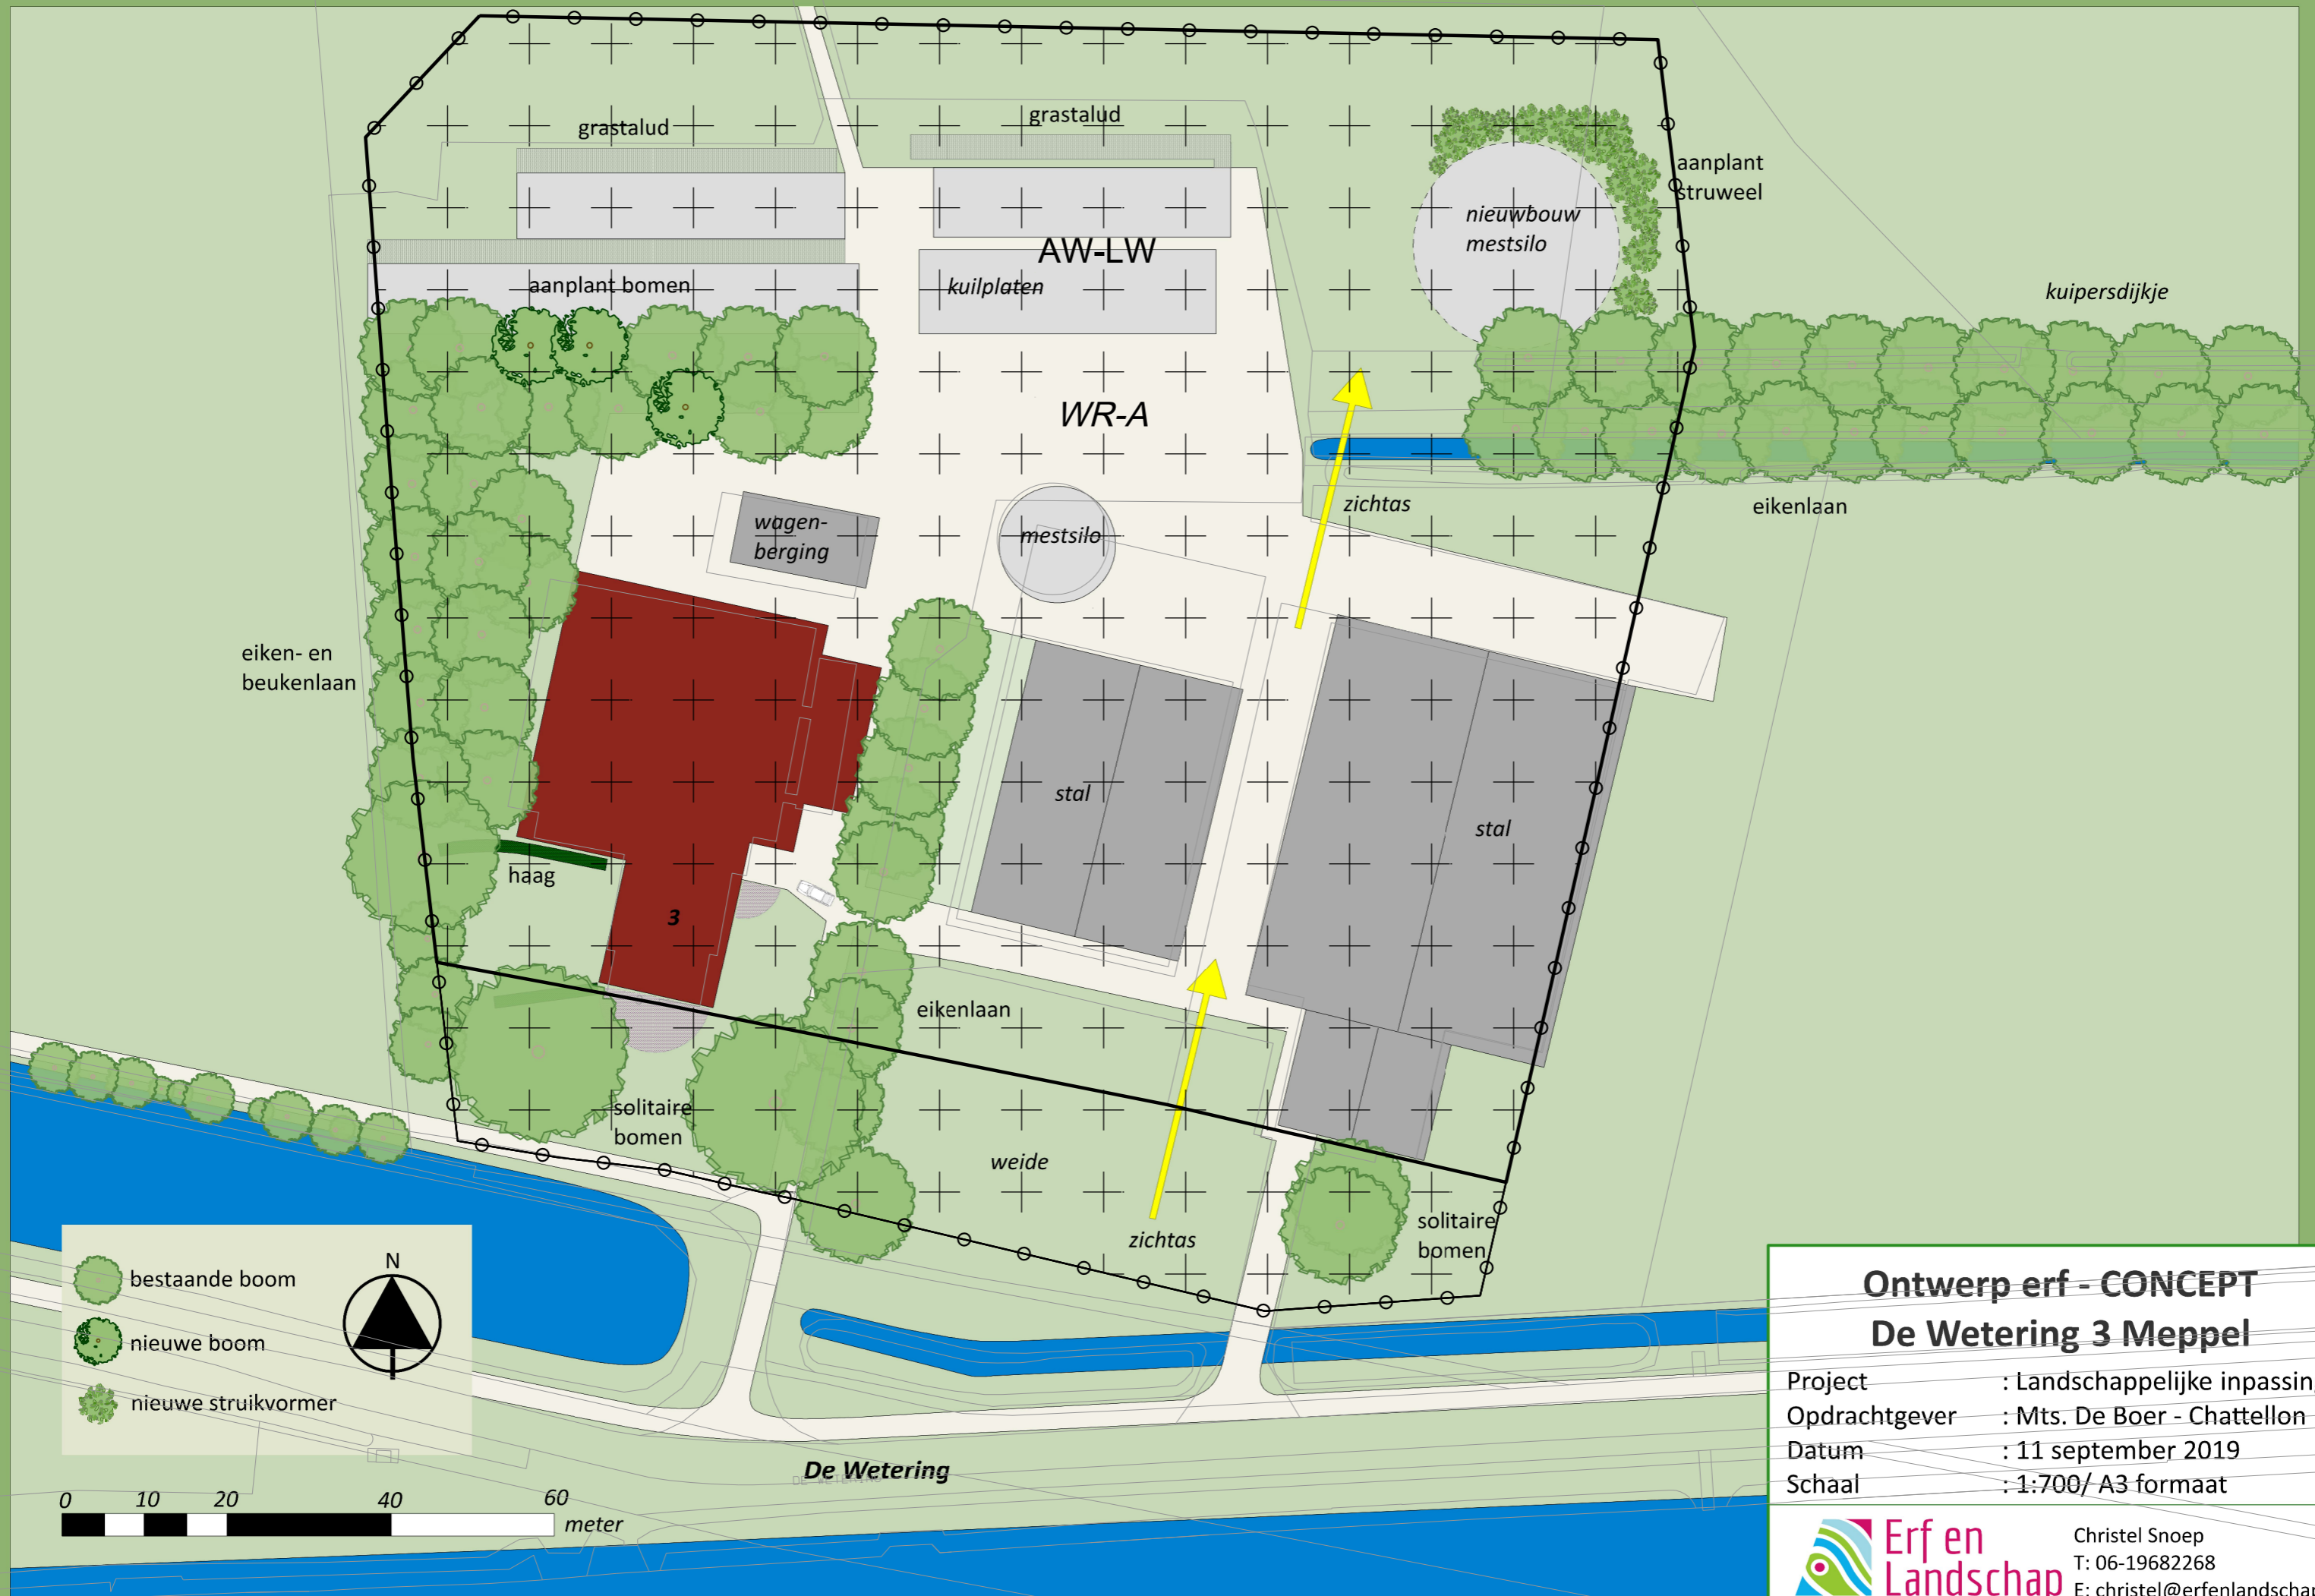 grastalud
grastalud
aanplant
struweel
nieuwbouw
mestsilo
AW-LW
aanplant bomen
kuilplaten
kuipersdijkje
WR-A
zichtas
eikenlaan
wagen-
berging
mestsilo
eiken- en
beukenlaan
stal
stal
haag
3
eikenlaan
solitaire
bomen
weide
zichtas
solitaire
bomen
N
bestaande boom
nieuwe boom
nieuwe struikvormer
De Wetering
DE WETERING
0 10 20 40 60
meter
Ontwerp erf - CONCEPT
De Wetering 3 Meppel
Project : Landschappelijke inpassin
Opdrachtgever : Mts. De Boer - Chattellon
Datum : 11 september 2019
Schaal : 1:700/ A3 formaat
Erf en
Landschap
Christel Snoep
T: 06-19682268
E: christel@erfenlandschap